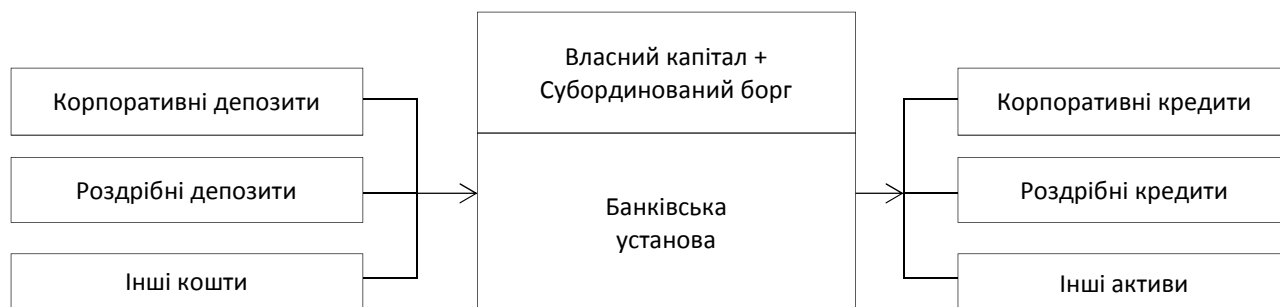 Корпоративні депозити
Роздрібні депозити
Інші кошти
Власний капітал +
Субординований борг
Банківська
установа
Корпоративні кредити
Роздрібні кредити
Інші активи